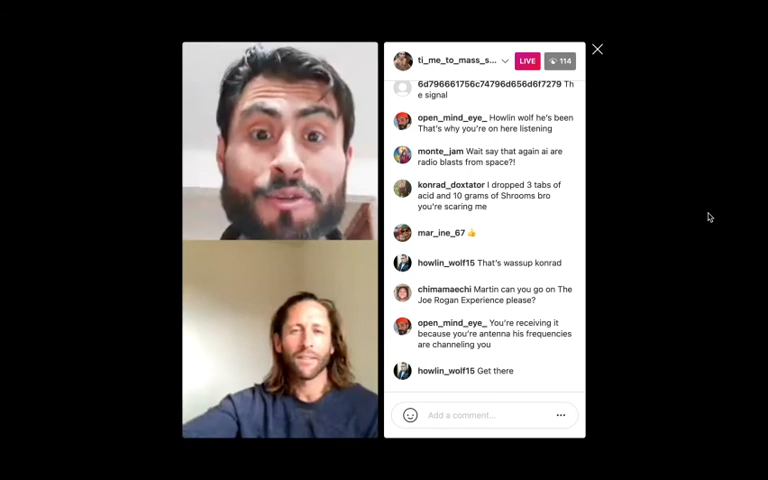 ti_me_to_mass_s...
LIVE
114
6d796661756c74796d656d6f7279 Th
e signal
open_mind_eye_ Howlin wolf he's been
That's why you're on here listening
monte_jam Wait say that again ai are
radio blasts from space?!
konrad_doxtator I dropped 3 tabs of
acid and 10 grams of Shrooms bro
you're scaring me
mar_ine_67 👍
howlin_wolf15 That's wassup konrad
chimamaechi Martin can you go on The
Joe Rogan Experience please?
open_mind_eye_ You're receiving it
because you're antenna his frequencies
are channeling you
howlin_wolf15 Get there
Add a comment...